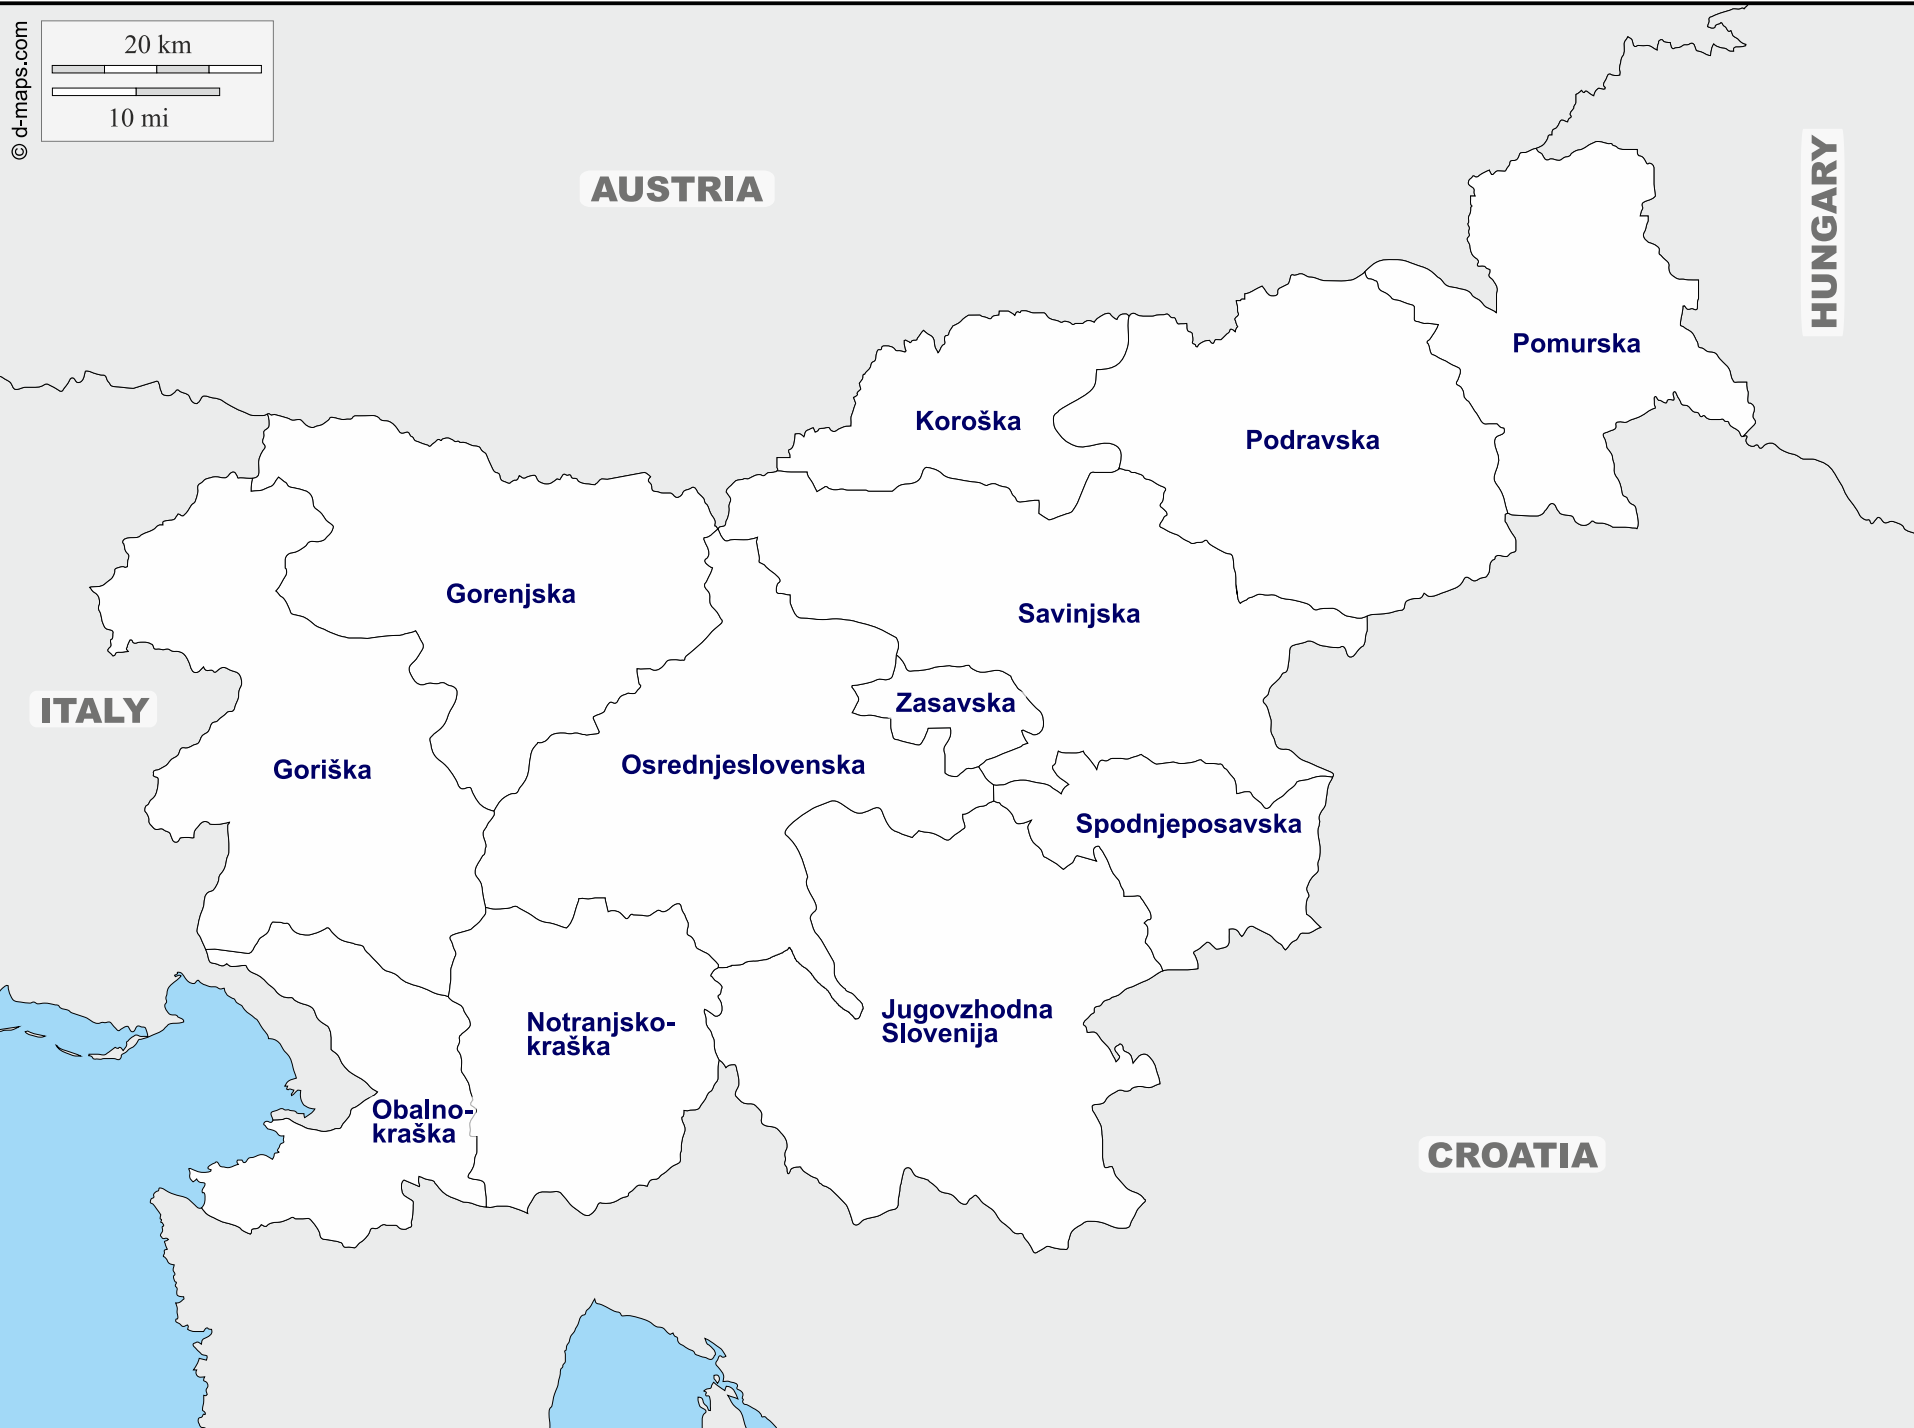 © d-maps.com
20 km
10 mi
AUSTRIA
HUNGARY
Pomurska
Koroška
Podravska
Gorenjska
Savinjska
ITALY
Zasavska
Goriška
Osrednjeslovenska
Spodnjeposavska
Notranjsko-
kraška
Jugovzhodna
Slovenija
Obalno-
kraška
CROATIA